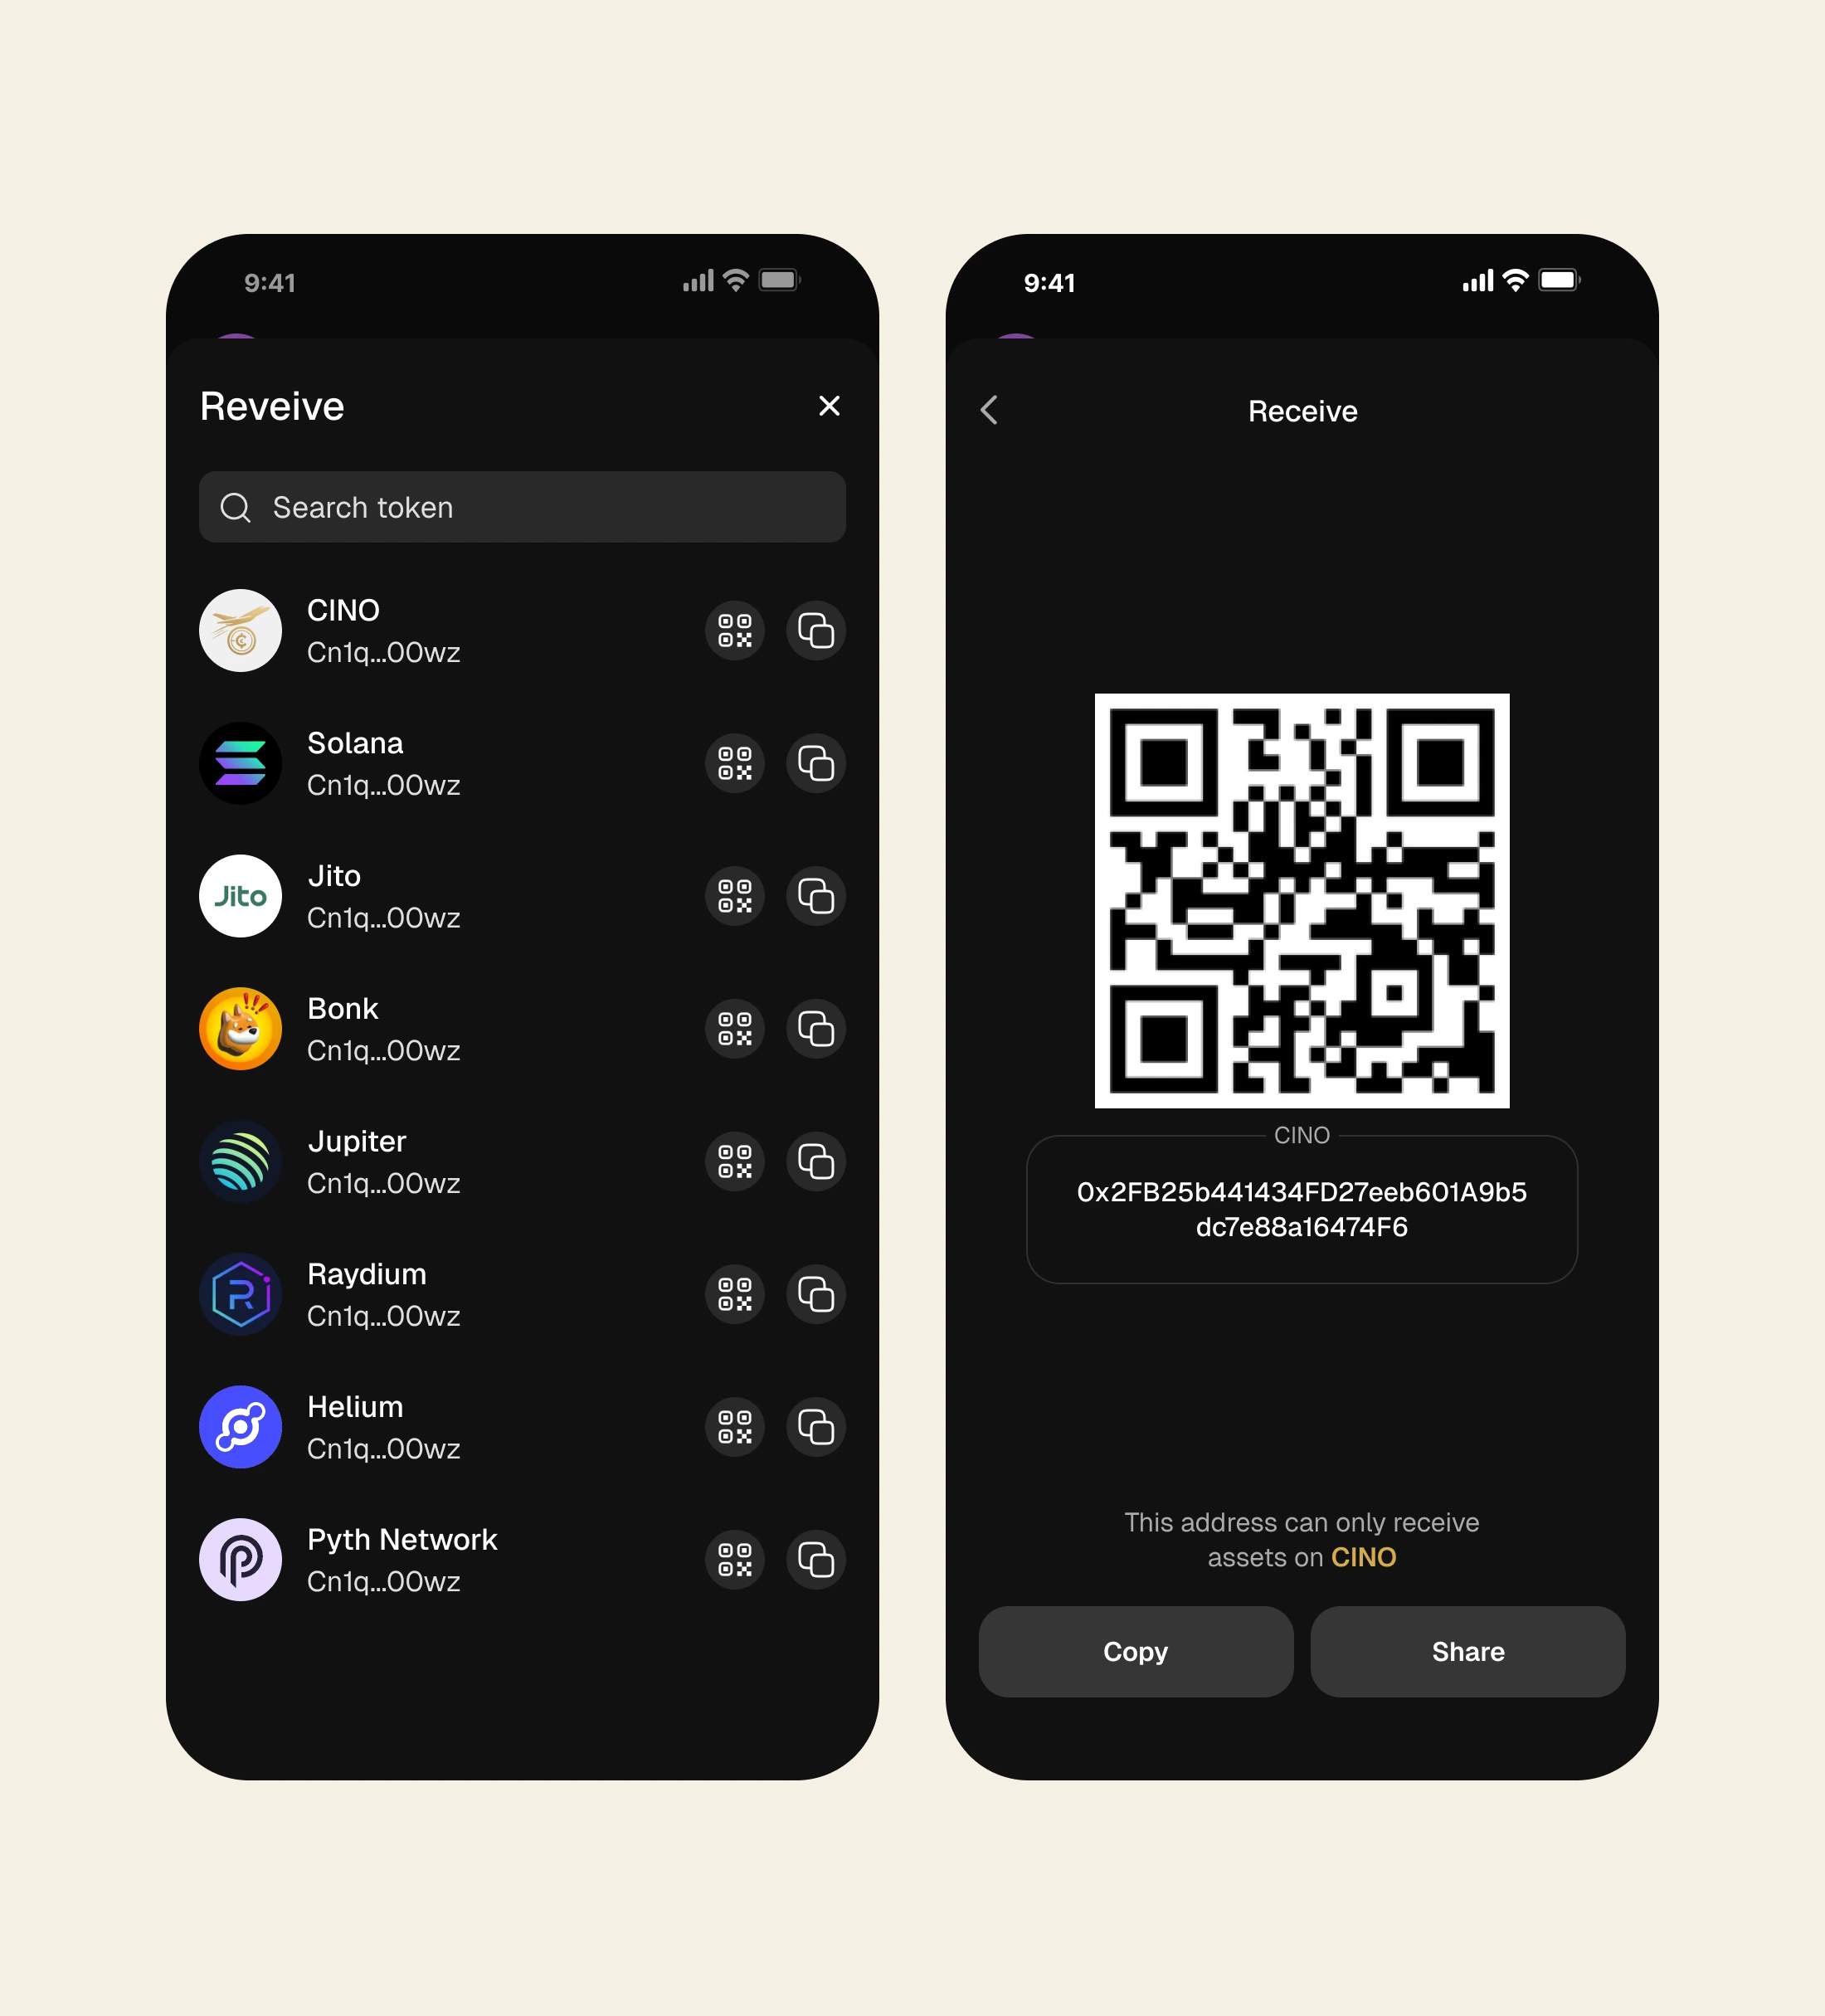 9:41
Reveive
Search token
CINO
Cn1q...00wz
Solana
Cn1q...00wz
Jito
Jito
Cn1q...00wz
Bonk
Cn1q...00wz
Jupiter
Cn1q...00wz
Raydium
Cn1q...00wz
Helium
Cn1q...00wz
Pyth Network
Cn1q...00wz
9:41
Receive
CINO
0x2FB25b441434FD27eeb601A9b5
dc7e88a16474F6
This address can only receive
assets on CINO
Copy
Share